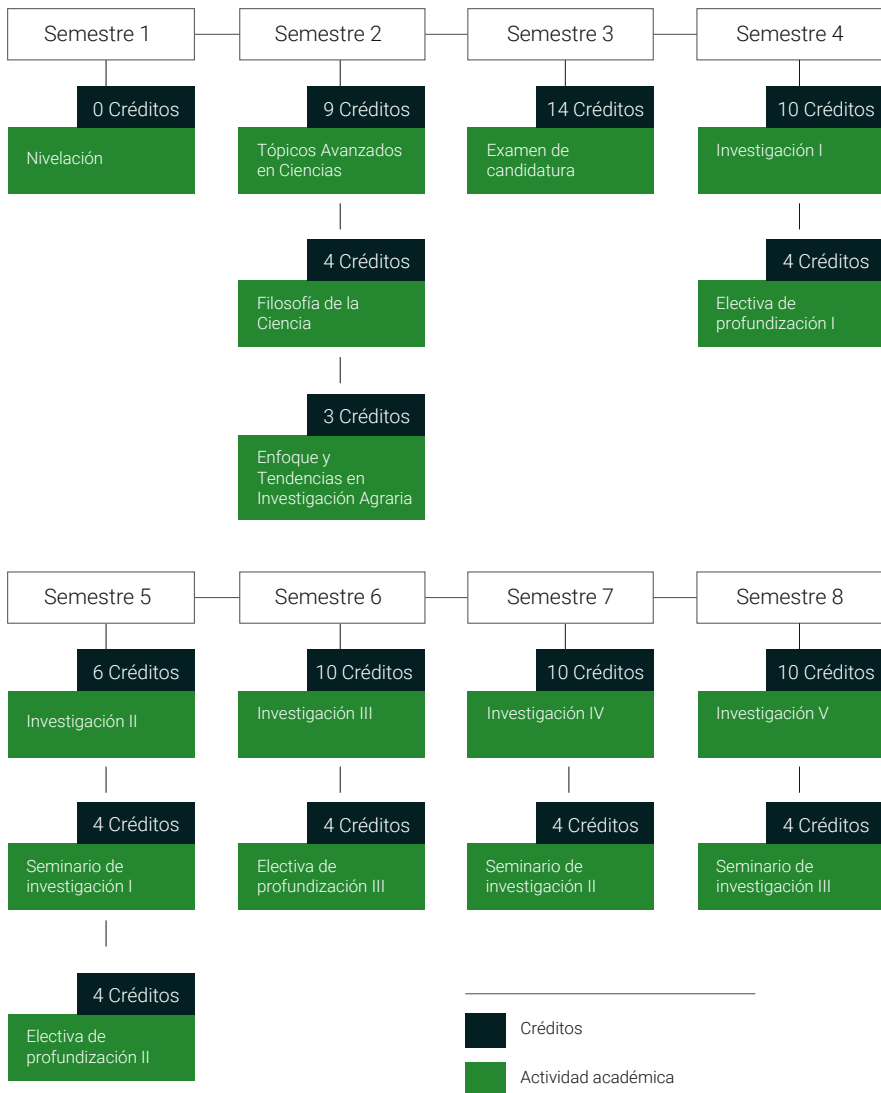 Semestre 1
Semestre 2
Semestre 3
Semestre 4
0 Créditos
9 Créditos
14 Créditos
10 Créditos
Nivelación
Tópicos Avanzados
en Ciencias
Examen de
candidatura
Investigación I
4 Créditos
4 Créditos
Filosofía de la
Ciencia
Electiva de
profundización I
3 Créditos
Enfoque y
Tendencias en
Investigación Agraria
Semestre 5
Semestre 6
Semestre 7
Semestre 8
6 Créditos
10 Créditos
10 Créditos
10 Créditos
Investigación II
Investigación III
Investigación IV
Investigación V
4 Créditos
4 Créditos
4 Créditos
4 Créditos
Seminario de
investigación I
Electiva de
profundización III
Seminario de
investigación II
Seminario de
investigación III
4 Créditos
Electiva de
profundización II
Créditos
Actividad académica